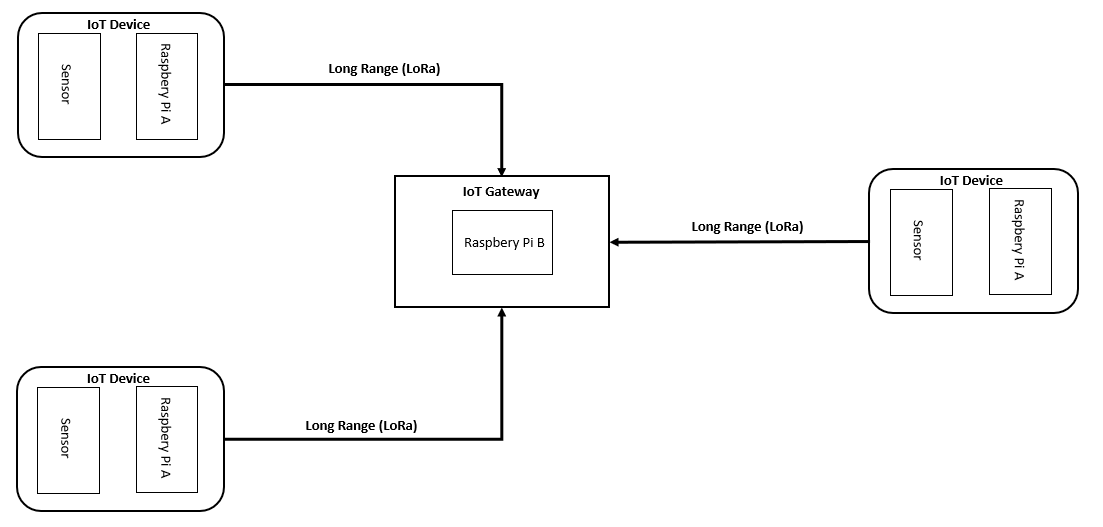 IoT Device
Sensor
Raspbery Pi A
Long Range (LoRa)
IoT Gateway
Raspbery Pi B
Long Range (LoRa)
IoT Device
Sensor
Raspbery Pi A
IoT Device
Sensor
Raspbery Pi A
Long Range (LoRa)